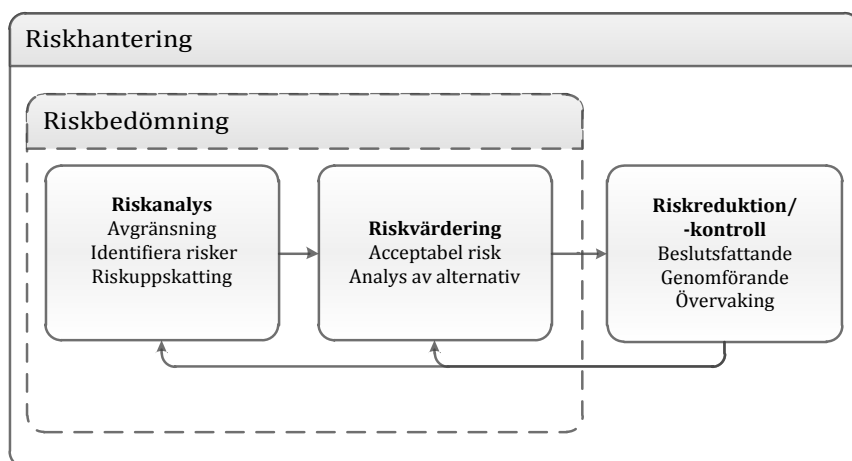 Riskhantering
Riskbedömning
Riskanalys
Avgränsning
Identifiera risker
Riskuppskatting
Riskvärdering
Acceptabel risk
Analys av alternativ
Riskreduktion/
-kontroll
Beslutsfattande
Genomförande
Övervaking